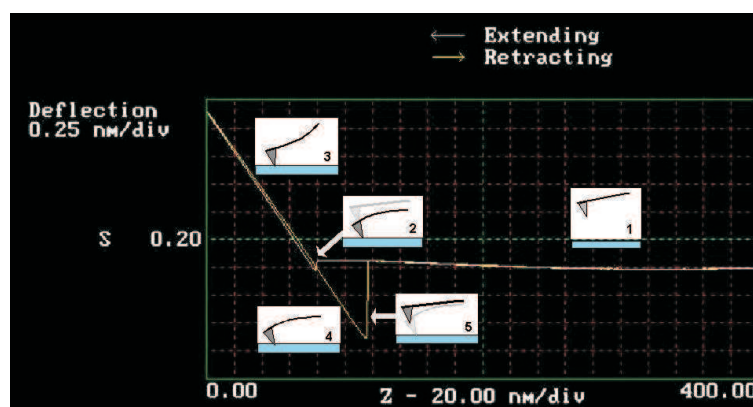 Extending
Retracting
Deflection
0.25 nm/div
3
2
1
S 0.20
4
5
0.00 Z - 20.00 nm/div 400.00